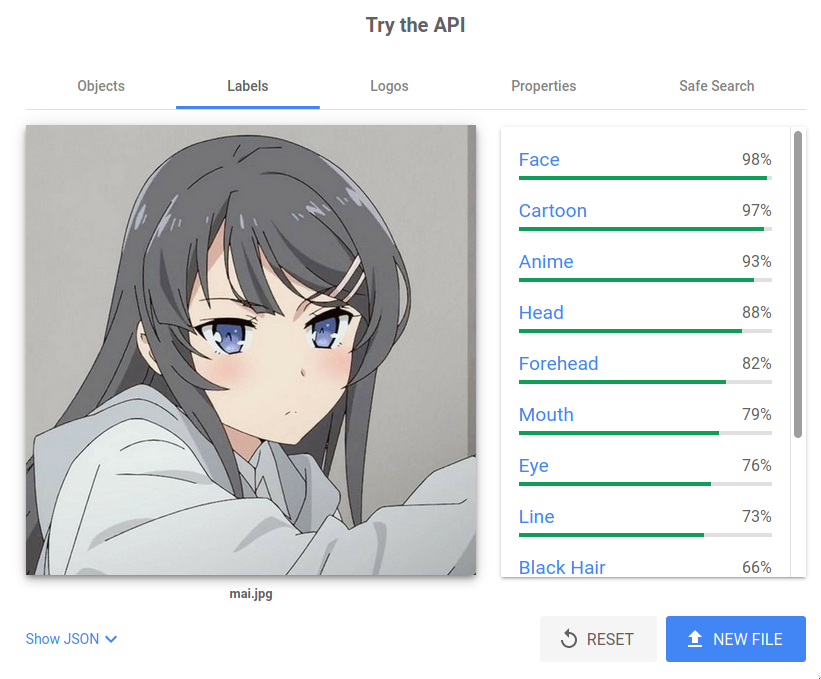 Try the API
Objects Labels Logos Properties Safe Search
Face 98%
Cartoon 97%
Anime 93%
Head 88%
Forehead 82%
Mouth 79%
Eye 76%
Line 73%
Black Hair 66%
mai.jpg
Show JSON RESET NEW FILE